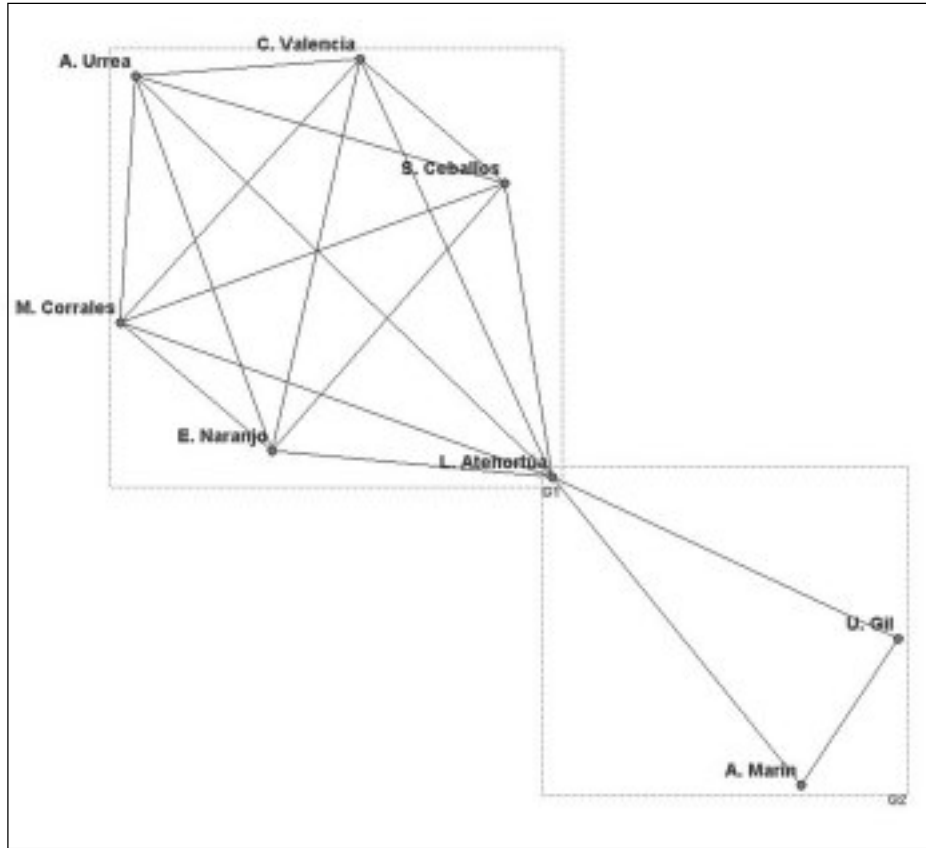 C. Valencia
A. Urrea
S. Ceballos
M. Corrales
E. Naranjo
L. Atehortúa
G1
U. Gil
A. Marín
G2